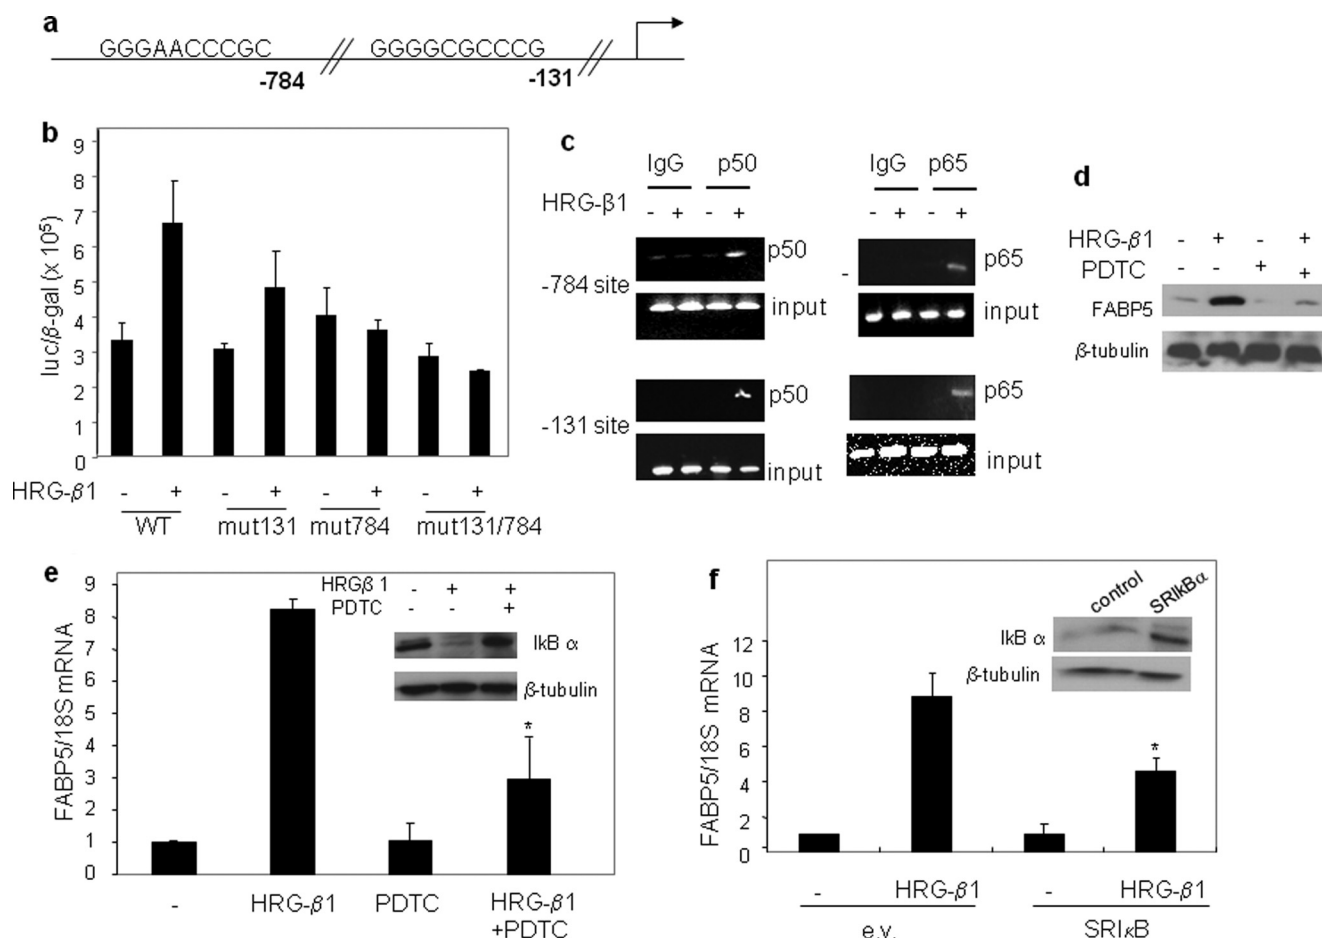 a
GGGAACCCGC
GGGGCGCCCG
-784
-131
b
9
8
7
6
5
4
3
2
1
0
luc/β-gal (x 10⁵)
HRG-β1
- + - + - + - +
WT mut131 mut784 mut131/784
c
IgG p50
HRG-β1
- + - +
-784 site
p50
input
-131 site
p50
input
IgG p65
- + - +
-
p65
input
p65
input
d
HRG-β1 - + - +
PDTC - - + +
FABP5
β-tubulin
e
9
8
7
6
5
4
3
2
1
0
FABP5/18S mRNA
HRGβ 1 - + +
PDTC - - +
IkB α
β-tubulin
*
- HRG-β1 PDTC HRG-β1
+PDTC
f
12
10
8
6
4
2
0
FABP5/18S mRNA
control SRIkBα
IkB α
β-tubulin
*
- HRG-β1 - HRG-β1
e.v. SRIκB